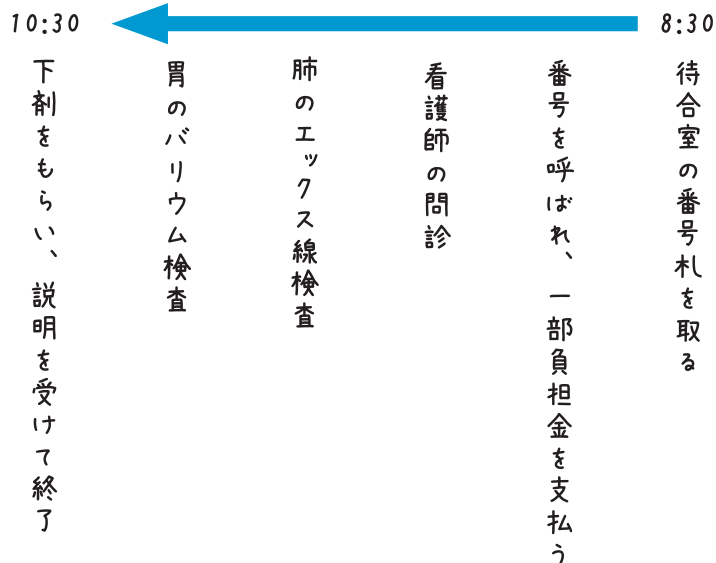 8:30
待合室の番号札を取る
番号を呼ばれ、一部負担金を支払う
看護師の問診
肺のエックス線検査
胃のバリウム検査
下剤をもらい、説明を受けて終了
10:30